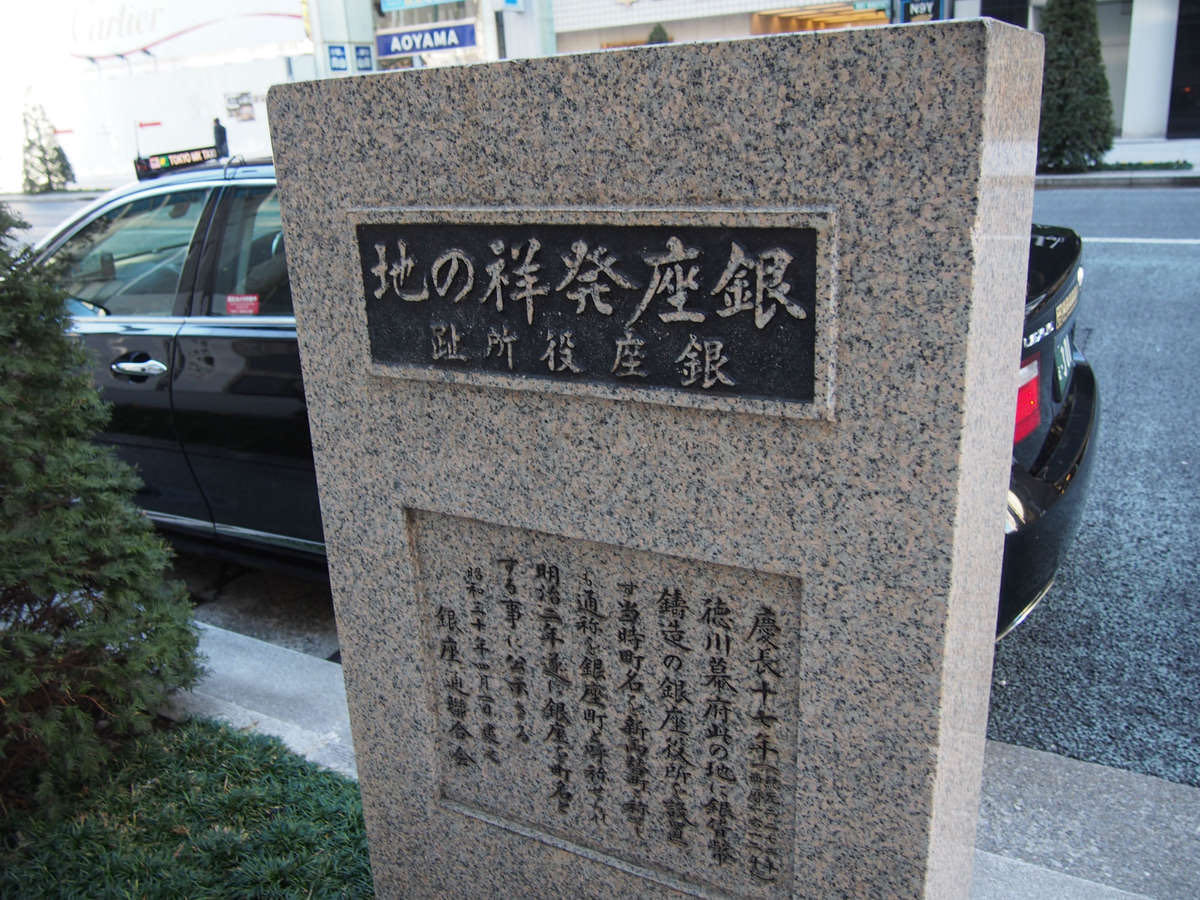 Cartier
AOYAMA
TOKYO MK TAXI
銀座発祥の地
銀座役所趾
慶長十七年
徳川幕府此の地に銀貨幣
鋳造の銀座役所を設置
す当時町名を新両替町と称し
も通称を銀座町と称せられ
明治二年遂に銀座を町名と
する事に公示さる
昭和三十年四月一日建之
銀座通聯合会